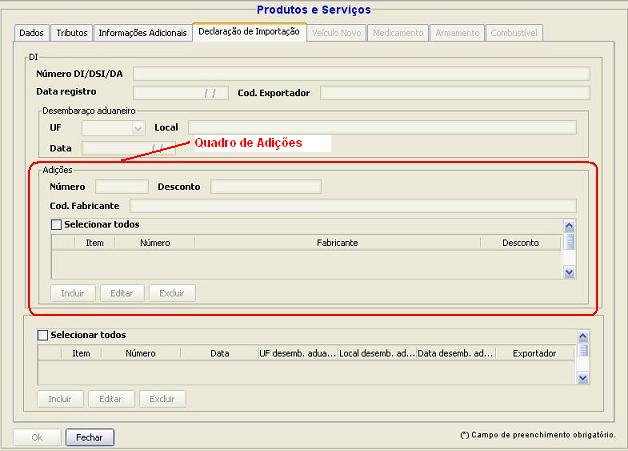 Produtos e Serviços
Dados Tributos Informações Adicionais Declaração de Importação Veículo Novo Medicamento Armamento Combustível
DI
Número DI/DSI/DA
Data registro / / Cod. Exportador
Desembaraço aduaneiro
UF Local
Data / /
Quadro de Adições
Adições
Número Desconto
Cod. Fabricante
Selecionar todos
Item Número Fabricante Desconto
Incluir Editar Excluir
Selecionar todos
Item Número Data UF desemb. adua... Local desemb. ad... Data desemb. ad... Exportador
Incluir Editar Excluir
Ok Fechar
(*) Campo de preenchimento obrigatório.